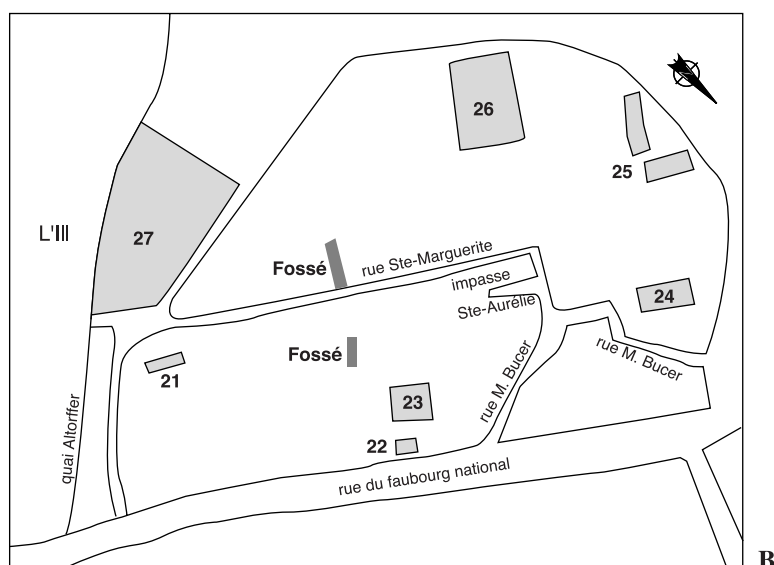 26
25
L'Ill
27
rue Ste-Marguerite
Fossé
impasse
24
Ste-Aurélie
rue M. Bucer
Fossé
21
rue M. Bucer
23
quai Altorffer
22
rue du faubourg national
B